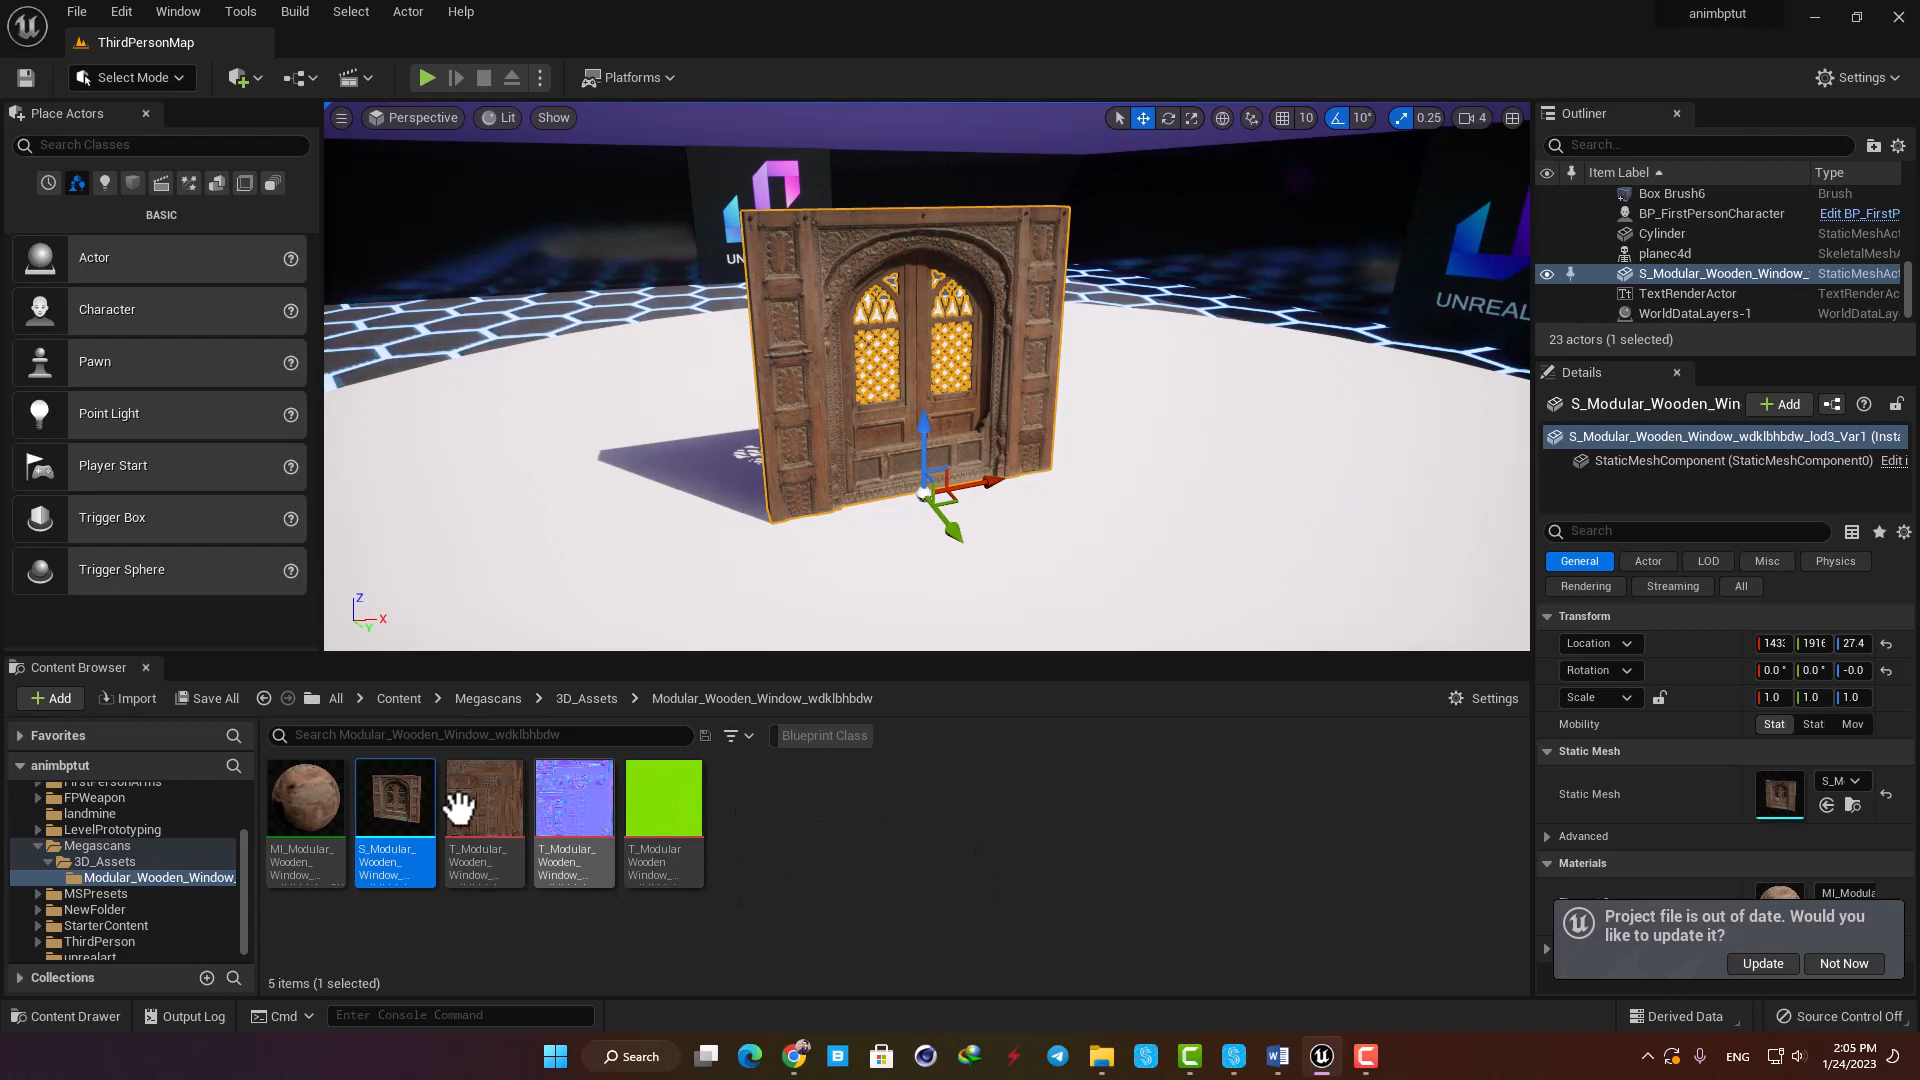 File Edit Window Tools Build Select Actor Help
animbptut
ThirdPersonMap
Select Mode
Platforms
Settings
Place Actors
Search Classes
BASIC
Actor
Character
Pawn
Point Light
Player Start
Trigger Box
Trigger Sphere
Perspective Lit Show
10 10° 0.25 4
UNREAL
Z
X
Y
Outliner
Search...
Item Label Type
Box Brush6 Brush
BP_FirstPersonCharacter Edit BP_FirstP
Cylinder StaticMeshAct
planec4d SkeletalMeshA
S_Modular_Wooden_Window_ StaticMeshAct
TextRenderActor TextRenderAc
WorldDataLayers-1 WorldDataLay
23 actors (1 selected)
Details
S_Modular_Wooden_Win Add
S_Modular_Wooden_Window_wdklbhbdw_lod3_Var1 (Insta
StaticMeshComponent (StaticMeshComponent0) Edit i
Search
General Actor LOD Misc Physics
Rendering Streaming All
Transform
Location 27.4
Rotation 0.0° 0.0° -0.0
Scale 1.0 1.0 1.0
Mobility Stat Stat Mov
Static Mesh
Static Mesh S_M
Advanced
Materials
MI_Modula
Project file is out of date. Would you
like to update it?
Update Not Now
Content Browser
Add Import Save All All > Content > Megascans > 3D_Assets > Modular_Wooden_Window_wdklbhbdw Settings
Favorites
Search Modular_Wooden_Window_wdklbhbdw Blueprint Class
animbptut
FirstPersonArms
FPWeapon
landmine
LevelPrototyping
Megascans
3D_Assets
Modular_Wooden_Window_
MSPresets
NewFolder
StarterContent
ThirdPerson
unrealart
Collections
MI_Modular_
Wooden_
Window_...
S_Modular_
Wooden_
Window_...
T_Modular_
Wooden_
Window_...
T_Modular_
Wooden_
Window_...
T_Modular
Wooden
Window_...
5 items (1 selected)
Content Drawer Output Log Cmd Enter Console Command Derived Data Source Control Off
Search
ENG
2:05 PM
1/24/2023